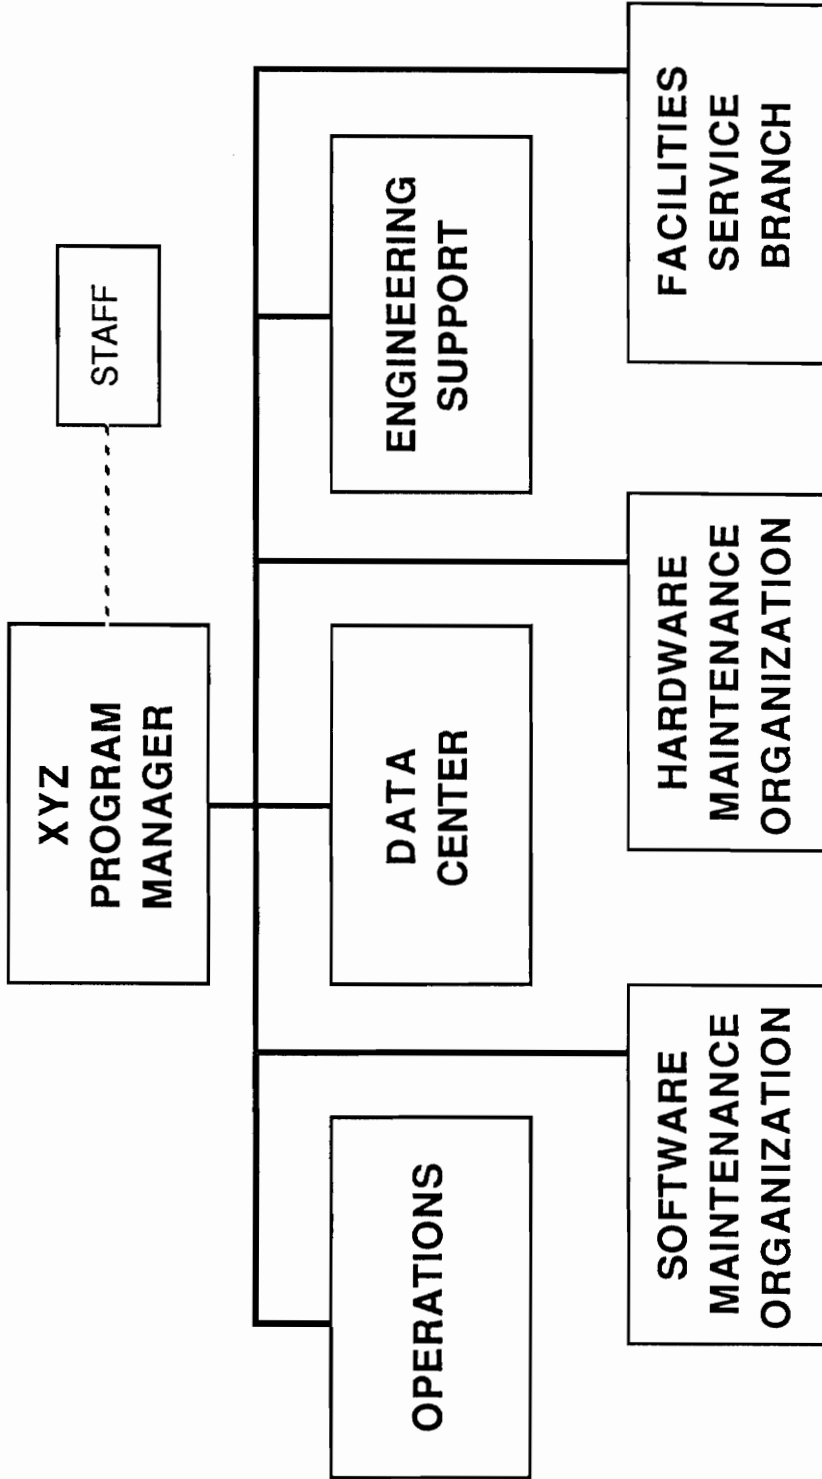 XYZ
PROGRAM
MANAGER
STAFF
OPERATIONS
DATA
CENTER
ENGINEERING
SUPPORT
SOFTWARE
MAINTENANCE
ORGANIZATION
HARDWARE
MAINTENANCE
ORGANIZATION
FACILITIES
SERVICE
BRANCH